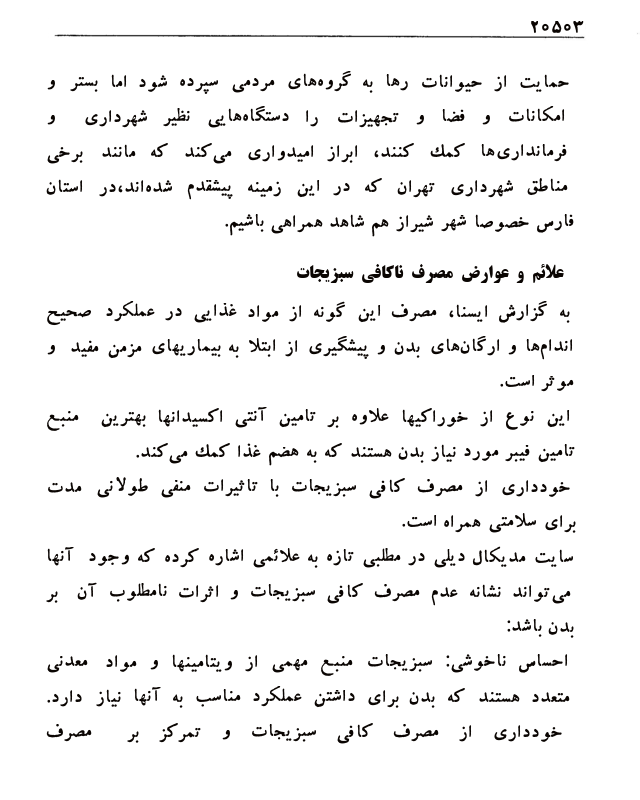 ۲۰۵۰۳
حمایت از حیوانات رها به گروه‌های مردمی سپرده شود اما بستر و
امکانات و فضا و تجهیزات را دستگاه‌هایی نظیر شهرداری و
فرمانداری‌ها کمك کنند، ابراز امیدواری می‌کند که مانند برخی
مناطق شهرداری تهران که در این زمینه پیشقدم شده‌اند،در استان
فارس خصوصا شهر شیراز هم شاهد همراهی باشیم.
علائم و عوارض مصرف ناکافی سبزیجات
به گزارش ایسنا، مصرف این گونه از مواد غذایی در عملکرد صحیح
اندام‌ها و ارگان‌های بدن و پیشگیری از ابتلا به بیماریهای مزمن مفید و
موثر است.
این نوع از خوراکیها علاوه بر تامین آنتی اکسیدانها بهترین منبع
تامین فیبر مورد نیاز بدن هستند که به هضم غذا کمك می‌کند.
خودداری از مصرف کافی سبزیجات با تاثیرات منفی طولانی مدت
برای سلامتی همراه است.
سایت مدیکال دیلی در مطلبی تازه به علائمی اشاره کرده که وجود آنها
می‌تواند نشانه عدم مصرف کافی سبزیجات و اثرات نامطلوب آن بر
بدن باشد:
احساس ناخوشی: سبزیجات منبع مهمی از ویتامینها و مواد معدنی
متعدد هستند که بدن برای داشتن عملکرد مناسب به آنها نیاز دارد.
خودداری از مصرف کافی سبزیجات و تمرکز بر مصرف